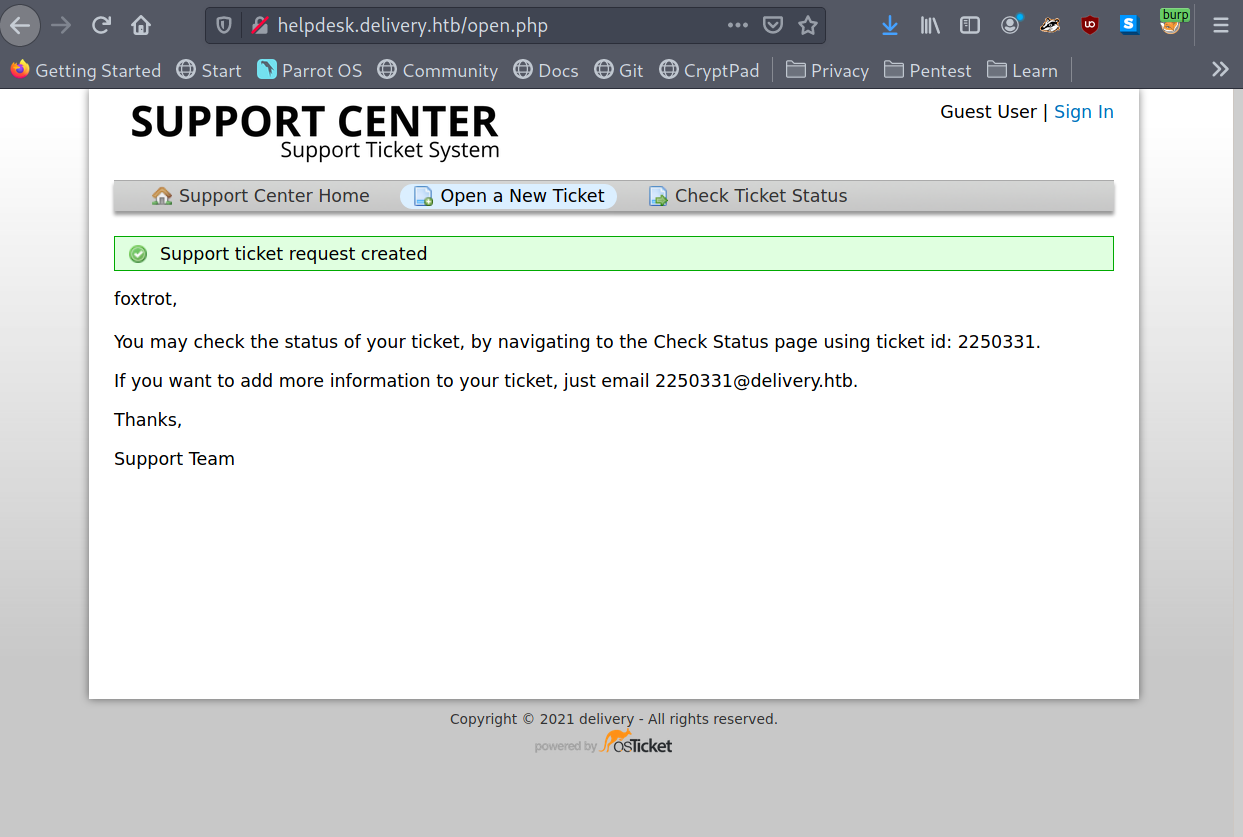 helpdesk.delivery.htb/open.php
burp
Getting Started Start Parrot OS Community Docs Git CryptPad Privacy Pentest Learn
SUPPORT CENTER
Support Ticket System
Guest User | Sign In
Support Center Home Open a New Ticket Check Ticket Status
Support ticket request created
foxtrot,
You may check the status of your ticket, by navigating to the Check Status page using ticket id: 2250331.
If you want to add more information to your ticket, just email 2250331@delivery.htb.
Thanks,
Support Team
Copyright © 2021 delivery - All rights reserved.
powered by osTicket